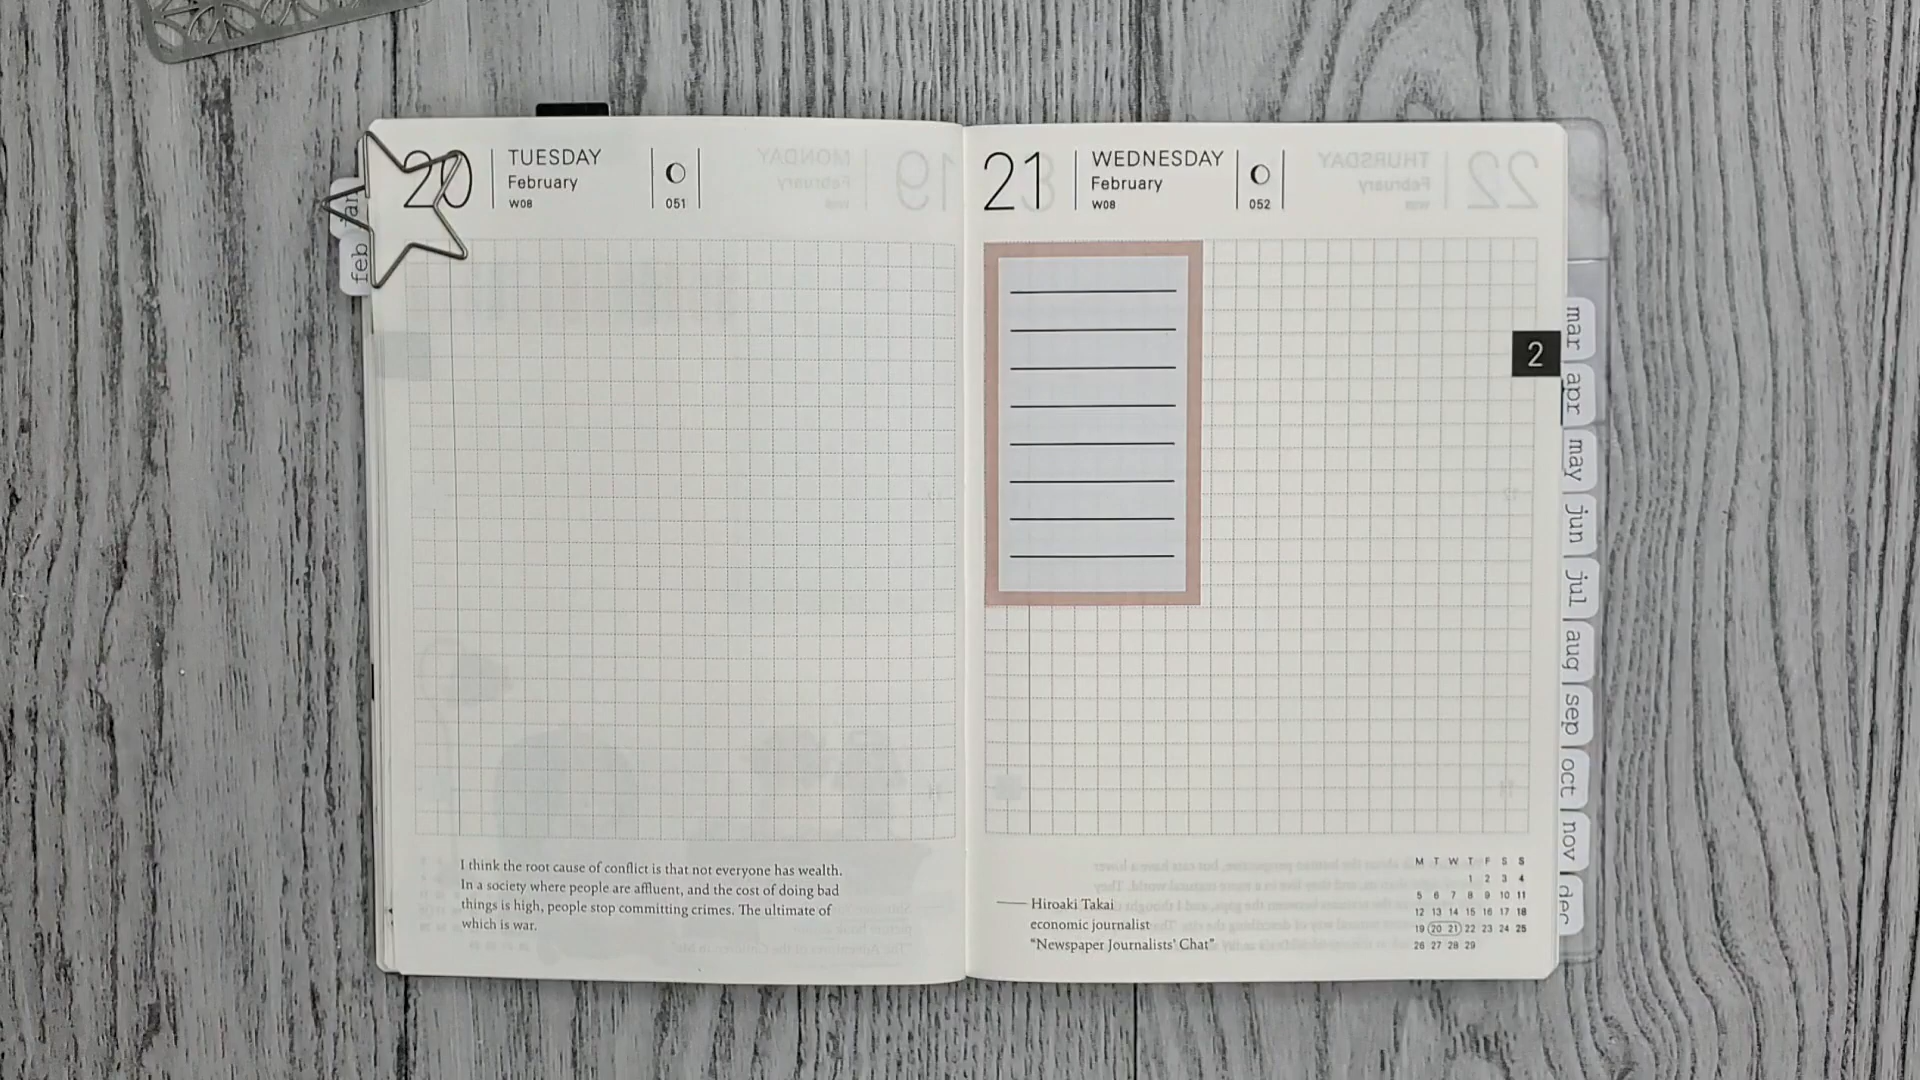 20
TUESDAY
February
W08
051
21
WEDNESDAY
February
W08
052
jan
feb
2
mar
apr
may
jun
jul
aug
sep
oct
nov
dec
I think the root cause of conflict is that not everyone has wealth.
In a society where people are affluent, and the cost of doing bad
things is high, people stop committing crimes. The ultimate of
which is war.
Hiroaki Takai
economic journalist
“Newspaper Journalists’ Chat”
M T W T F S S
1 2 3 4
5 6 7 8 9 10 11
12 13 14 15 16 17 18
19 20 21 22 23 24 25
26 27 28 29